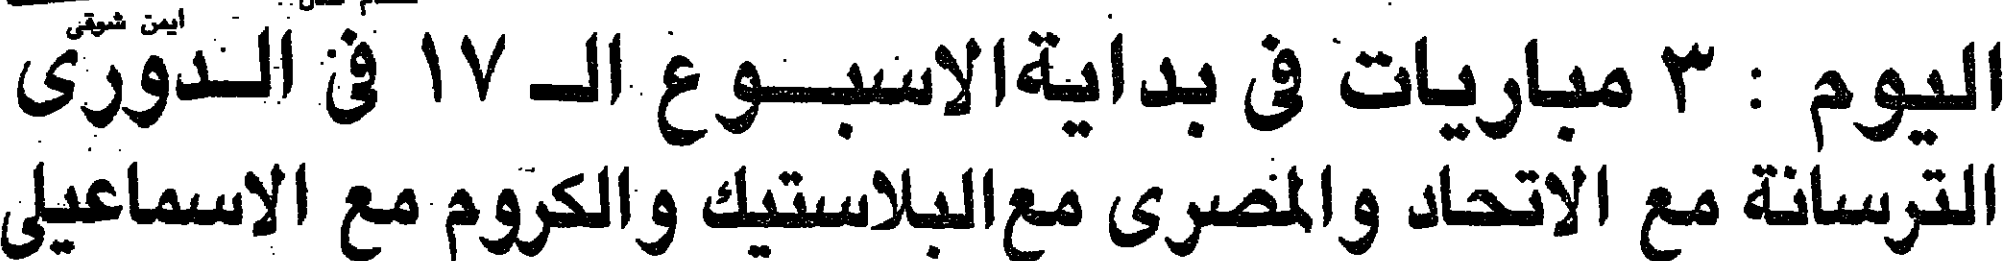 ايمن شوقى
اليوم : ٣ مباريات فى بداية الاسبوع الـ ١٧ فى الدورى
الترسانة مع الاتحاد والمصرى مع البلاستيك والكروم مع الاسماعيلى